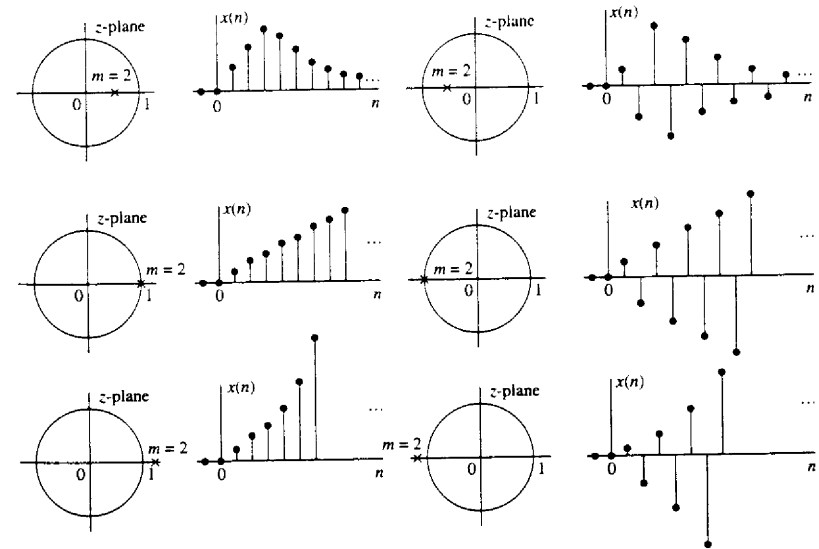 z-plane
m = 2
0
1
x(n)
0
...
n
z-plane
m = 2
0
1
x(n)
0
...
n
z-plane
m = 2
0
1
x(n)
0
...
n
z-plane
m = 2
0
1
x(n)
0
...
n
z-plane
m = 2
0
1
x(n)
0
...
n
z-plane
m = 2
0
1
x(n)
0
...
n